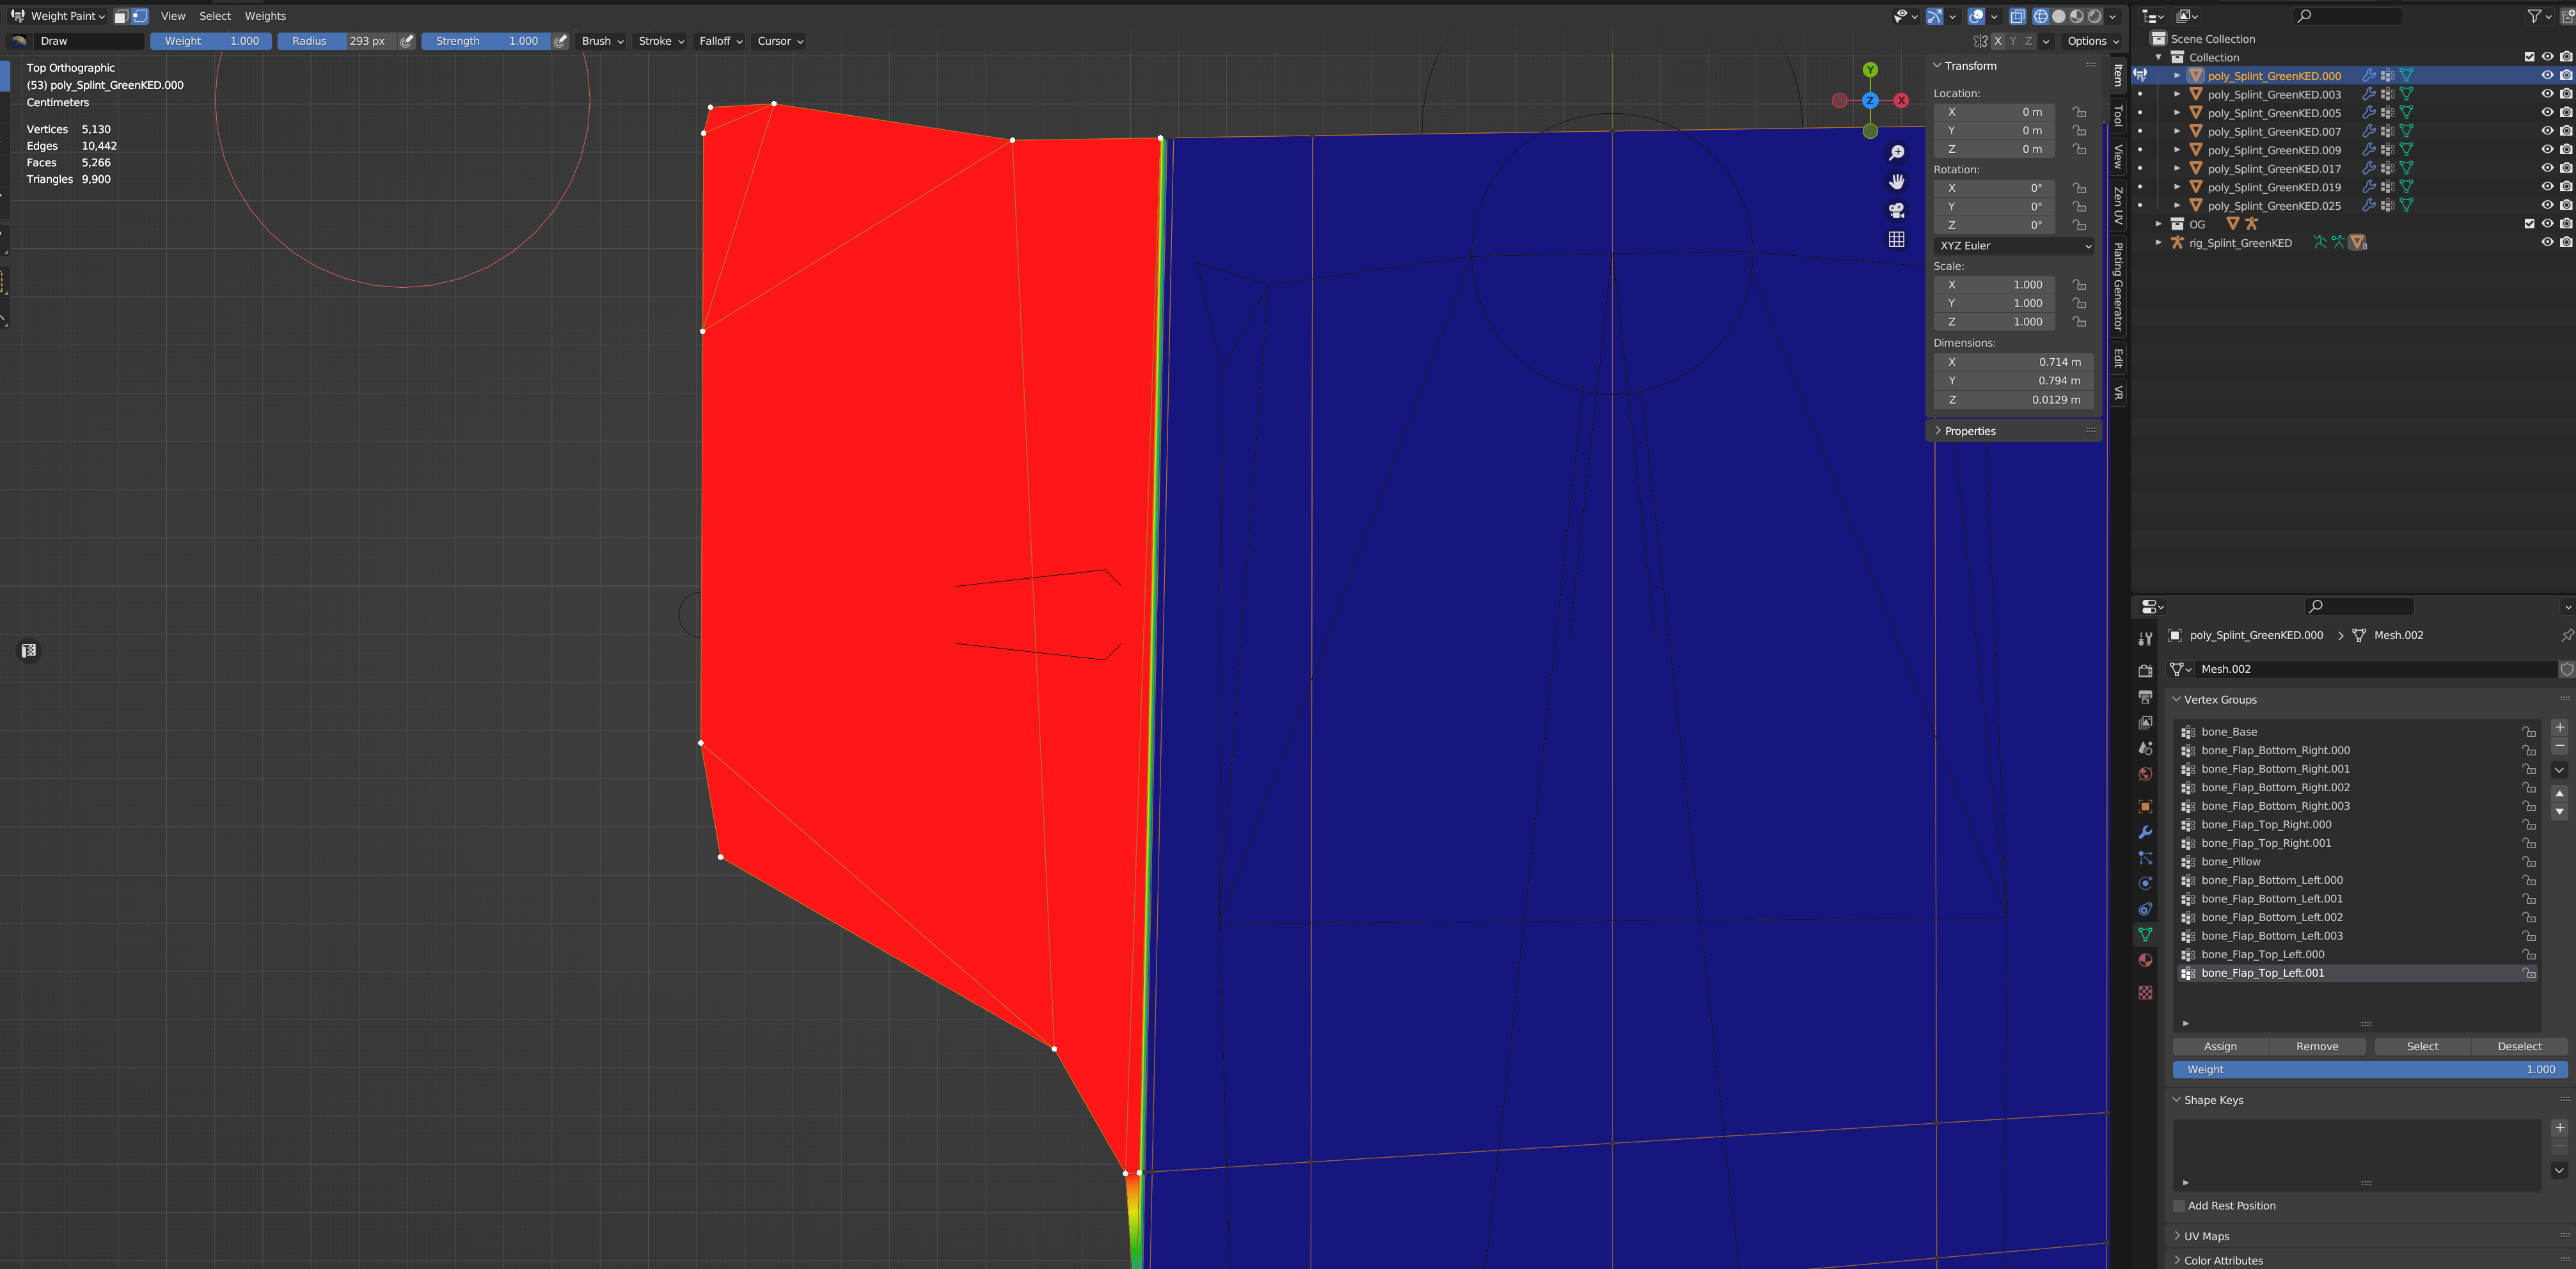 Weight Paint View Select Weights
Draw Weight 1.000 Radius 293 px Strength 1.000 Brush Stroke Falloff Cursor X Y Z Options
Top Orthographic
(53) poly_Splint_GreenKED.000
Centimeters
Vertices 5,130
Edges 10,442
Faces 5,266
Triangles 9,900
Y
Z X
Transform
Location:
X 0 m
Y 0 m
Z 0 m
Rotation:
X 0°
Y 0°
Z 0°
XYZ Euler
Scale:
X 1.000
Y 1.000
Z 1.000
Dimensions:
X 0.714 m
Y 0.794 m
Z 0.0129 m
Properties
Item
Tool
View
Zen UV
Plating Generator
Edit
VR
Scene Collection
Collection
poly_Splint_GreenKED.000
poly_Splint_GreenKED.003
poly_Splint_GreenKED.005
poly_Splint_GreenKED.007
poly_Splint_GreenKED.009
poly_Splint_GreenKED.017
poly_Splint_GreenKED.019
poly_Splint_GreenKED.025
OG
rig_Splint_GreenKED 8
poly_Splint_GreenKED.000 Mesh.002
Mesh.002
Vertex Groups
bone_Base
bone_Flap_Bottom_Right.000
bone_Flap_Bottom_Right.001
bone_Flap_Bottom_Right.002
bone_Flap_Bottom_Right.003
bone_Flap_Top_Right.000
bone_Flap_Top_Right.001
bone_Pillow
bone_Flap_Bottom_Left.000
bone_Flap_Bottom_Left.001
bone_Flap_Bottom_Left.002
bone_Flap_Bottom_Left.003
bone_Flap_Top_Left.000
bone_Flap_Top_Left.001
Assign Remove Select Deselect
Weight 1.000
Shape Keys
Add Rest Position
UV Maps
Color Attributes